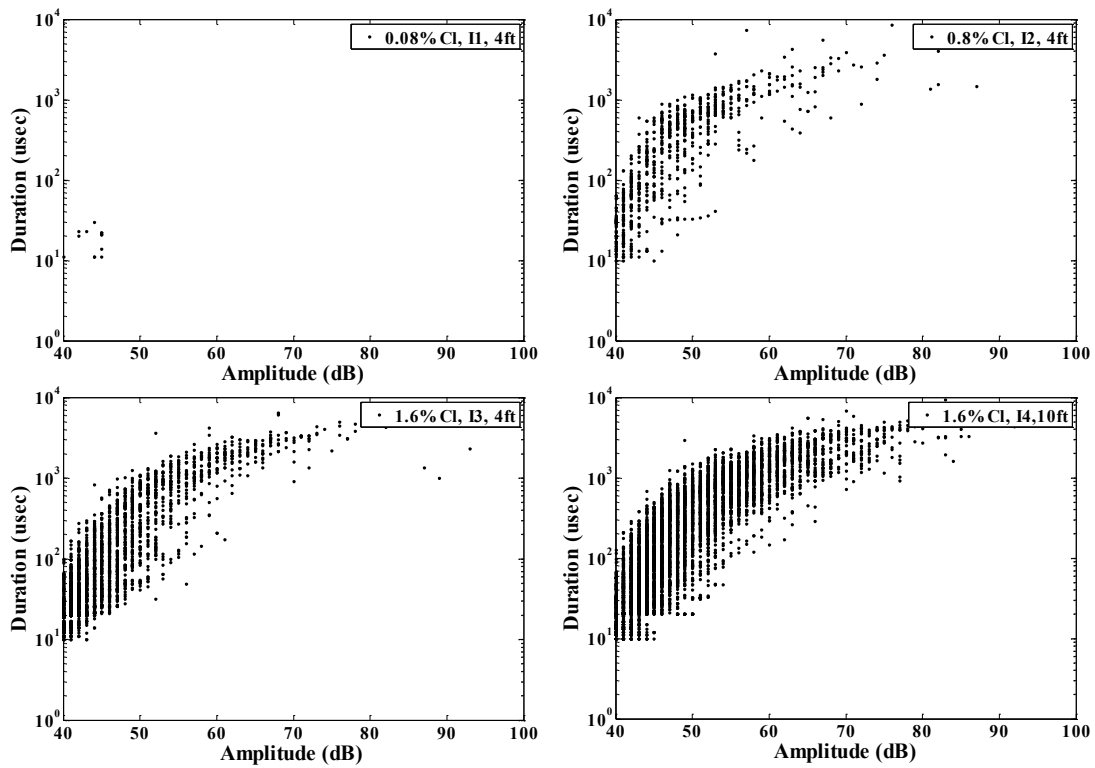 10^4
10^3
10^2
10^1
10^0
Duration (usec)
0.08%Cl, I1, 4ft
40 50 60 70 80 90 100
Amplitude (dB)
10^4
10^3
10^2
10^1
10^0
Duration (usec)
0.8%Cl, I2, 4ft
40 50 60 70 80 90 100
Amplitude (dB)
10^4
10^3
10^2
10^1
10^0
Duration (usec)
1.6%Cl, I3, 4ft
40 50 60 70 80 90 100
Amplitude (dB)
10^4
10^3
10^2
10^1
10^0
Duration (usec)
1.6%Cl, I4,10ft
40 50 60 70 80 90 100
Amplitude (dB)